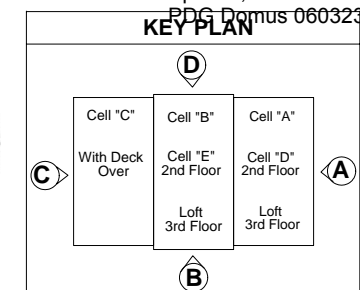 PDG Domus 060323
KEY PLAN
D
Cell "C"
With Deck
Over
Cell "B"
Cell "E"
2nd Floor
Loft
3rd Floor
Cell "A"
Cell "D"
2nd Floor
Loft
3rd Floor
C
A
B